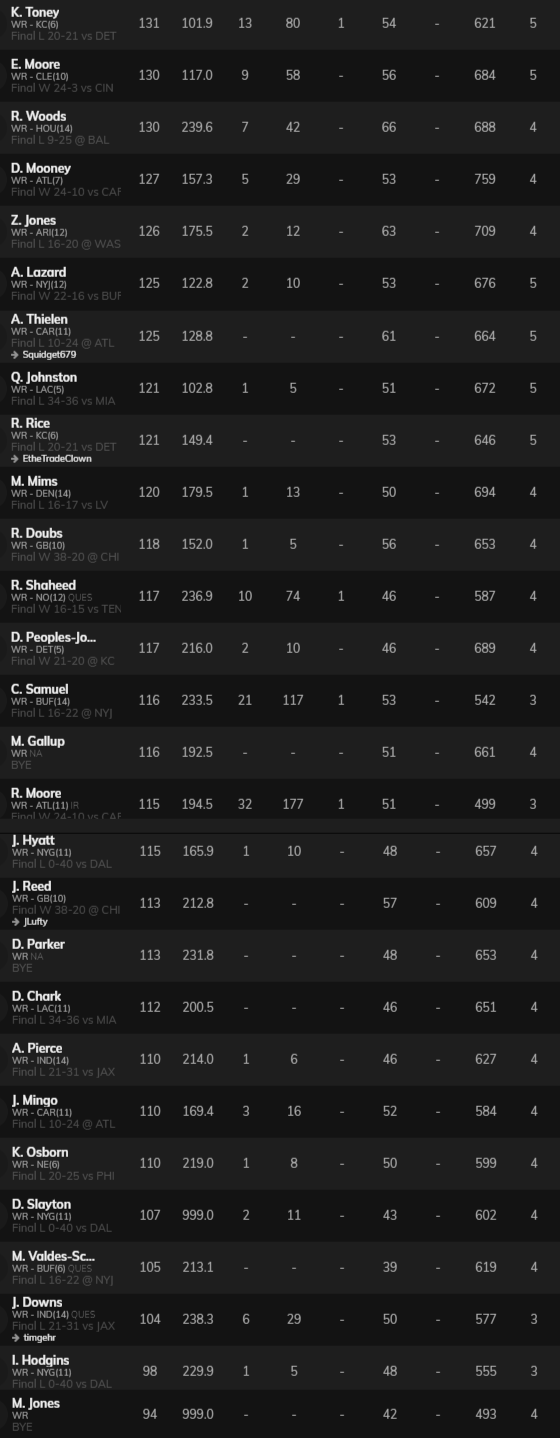 K. Toney
WR - KC(6)
Final L 20-21 vs DET
131 101.9 13 80 1 54 - 621 5
E. Moore
WR - CLE(10)
Final W 24-3 vs CIN
130 117.0 9 58 - 56 - 684 5
R. Woods
WR - HOU(14)
Final L 9-25 @ BAL
130 239.6 7 42 - 66 - 688 4
D. Mooney
WR - ATL(7)
Final W 24-10 vs CAR
127 157.3 5 29 - 53 - 759 4
Z. Jones
WR - ARI(12)
Final L 16-20 @ WAS
126 175.5 2 12 - 63 - 709 4
A. Lazard
WR - NYJ(12)
Final W 22-16 vs BUF
125 122.8 2 10 - 53 - 676 5
A. Thielen
WR - CAR(11)
Final L 10-24 @ ATL
→ Squidget679
125 128.8 - - - 61 - 664 5
Q. Johnston
WR - LAC(5)
Final L 34-36 vs MIA
121 102.8 1 5 - 51 - 672 5
R. Rice
WR - KC(6)
Final L 20-21 vs DET
→ EtheTradeClown
121 149.4 - - - 53 - 646 5
M. Mims
WR - DEN(14)
Final L 16-17 vs LV
120 179.5 1 13 - 50 - 694 4
R. Doubs
WR - GB(10)
Final W 38-20 @ CHI
118 152.0 1 5 - 56 - 653 4
R. Shaheed
WR - NO(12) QUES
Final W 16-15 vs TEN
117 236.9 10 74 1 46 - 587 4
D. Peoples-Jo...
WR - DET(5)
Final W 21-20 @ KC
117 216.0 2 10 - 46 - 689 4
C. Samuel
WR - BUF(14)
Final L 16-22 @ NYJ
116 233.5 21 117 1 53 - 542 3
M. Gallup
WR NA
BYE
116 192.5 - - - 51 - 661 4
R. Moore
WR - ATL(11) IR
Final W 24-10 vs CAR
115 194.5 32 177 1 51 - 499 3
J. Hyatt
WR - NYG(11)
Final L 0-40 vs DAL
115 165.9 1 10 - 48 - 657 4
J. Reed
WR - GB(10)
Final W 38-20 @ CHI
→ JLufty
113 212.8 - - - 57 - 609 4
D. Parker
WR NA
BYE
113 231.8 - - - 48 - 653 4
D. Chark
WR - LAC(11)
Final L 34-36 vs MIA
112 200.5 - - - 46 - 651 4
A. Pierce
WR - IND(14)
Final L 21-31 vs JAX
110 214.0 1 6 - 46 - 627 4
J. Mingo
WR - CAR(11)
Final L 10-24 @ ATL
110 169.4 3 16 - 52 - 584 4
K. Osborn
WR - NE(6)
Final L 20-25 vs PHI
110 219.0 1 8 - 50 - 599 4
D. Slayton
WR - NYG(11)
Final L 0-40 vs DAL
107 999.0 2 11 - 43 - 602 4
M. Valdes-Sc...
WR - BUF(6) QUES
Final L 16-22 @ NYJ
105 213.1 - - - 39 - 619 4
J. Downs
WR - IND(14) QUES
Final L 21-31 vs JAX
→ timgehr
104 238.3 6 29 - 50 - 577 3
I. Hodgins
WR - NYG(11)
Final L 0-40 vs DAL
98 229.9 1 5 - 48 - 555 3
M. Jones
WR
BYE
94 999.0 - - - 42 - 493 4